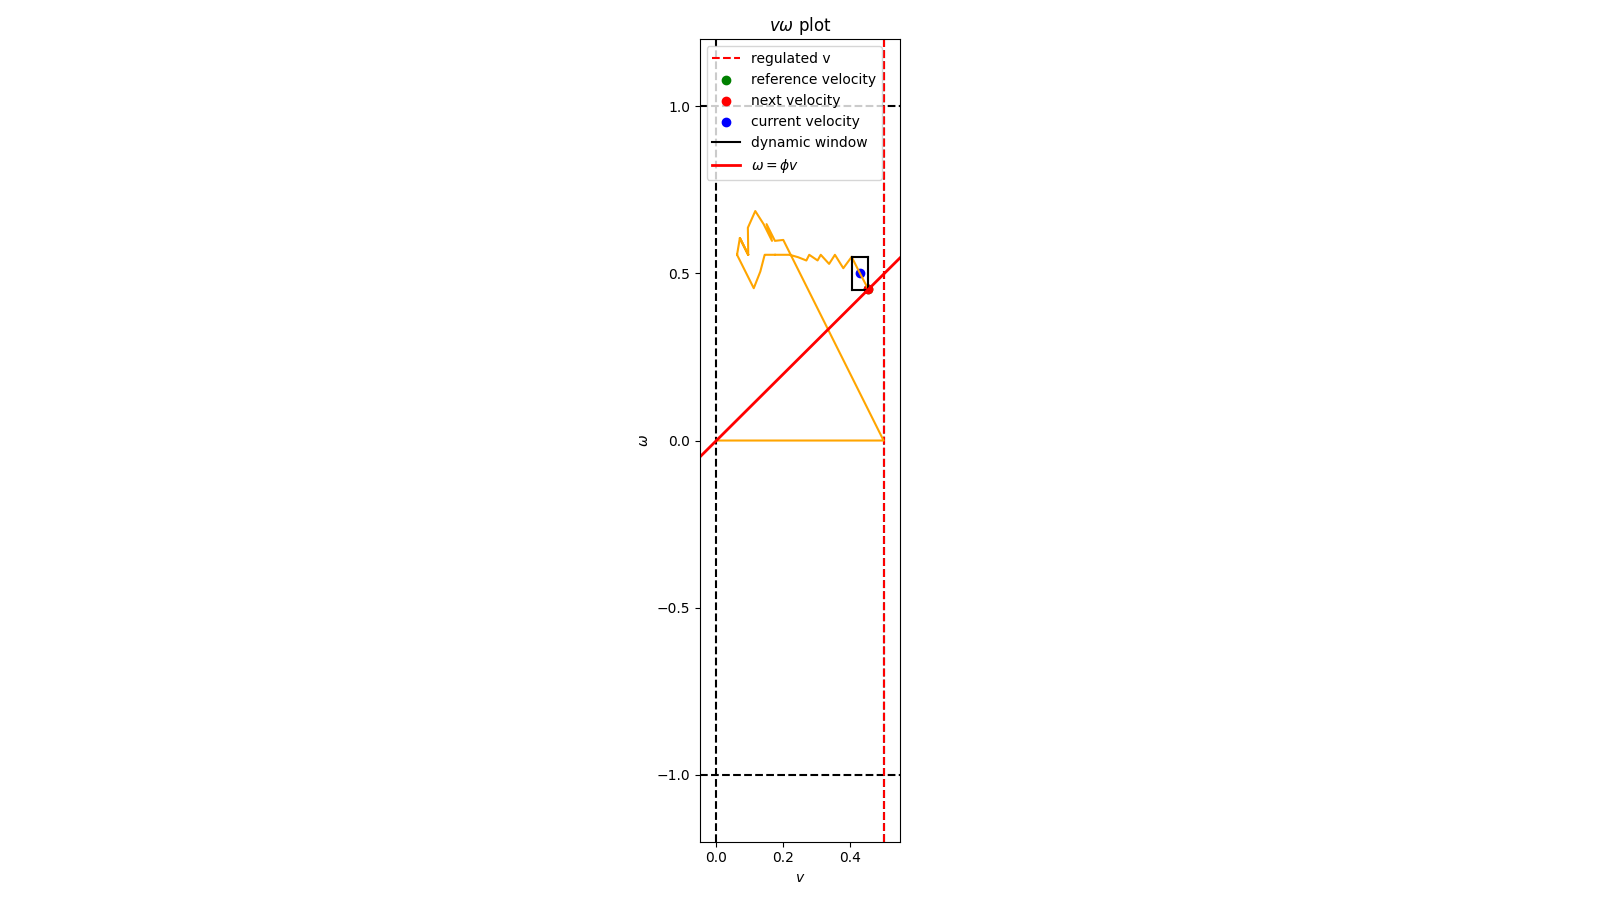 vω plot
regulated v
reference velocity
next velocity
current velocity
dynamic window
ω = ϕv
1.0
0.5
0.0
−0.5
−1.0
ω
0.0 0.2 0.4
v